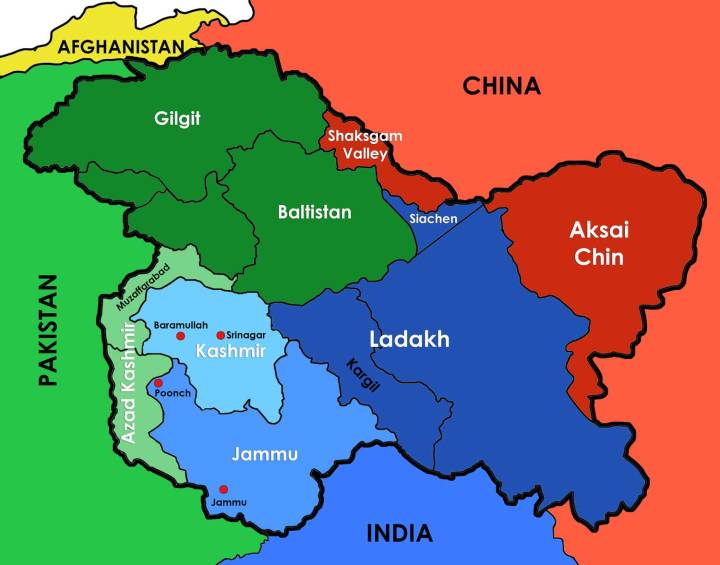 AFGHANISTAN
CHINA
Gilgit
Shaksgam
Valley
Baltistan
Siachen
Aksai
Chin
Muzaffarabad
PAKISTAN
Baramullah
Srinagar
Kashmir
Ladakh
Kargil
Azad Kashmir
Poonch
Jammu
Jammu
INDIA